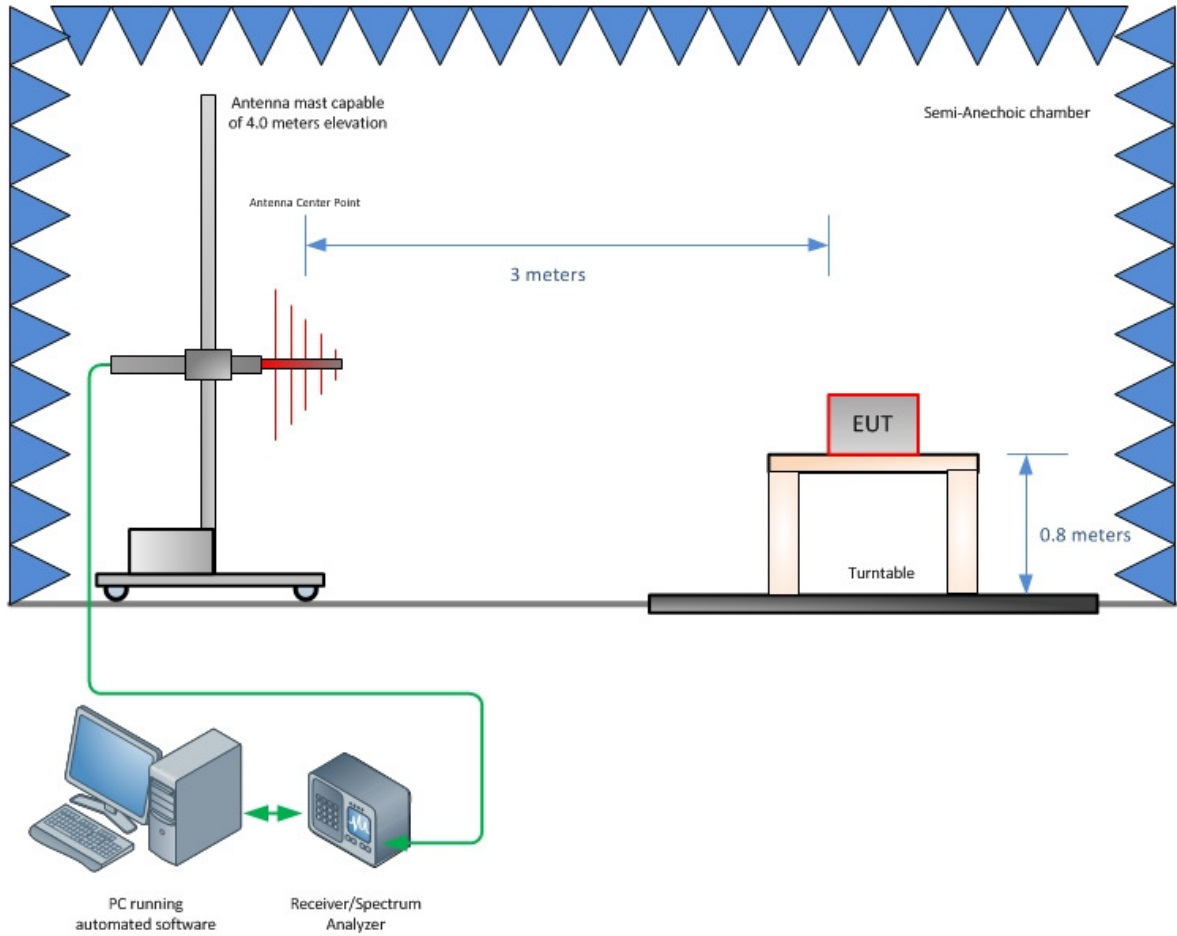 Antenna mast capable
of 4.0 meters elevation
Semi-Anechoic chamber
Antenna Center Point
3 meters
EUT
0.8 meters
Turntable
PC running
automated software
Receiver/Spectrum
Analyzer